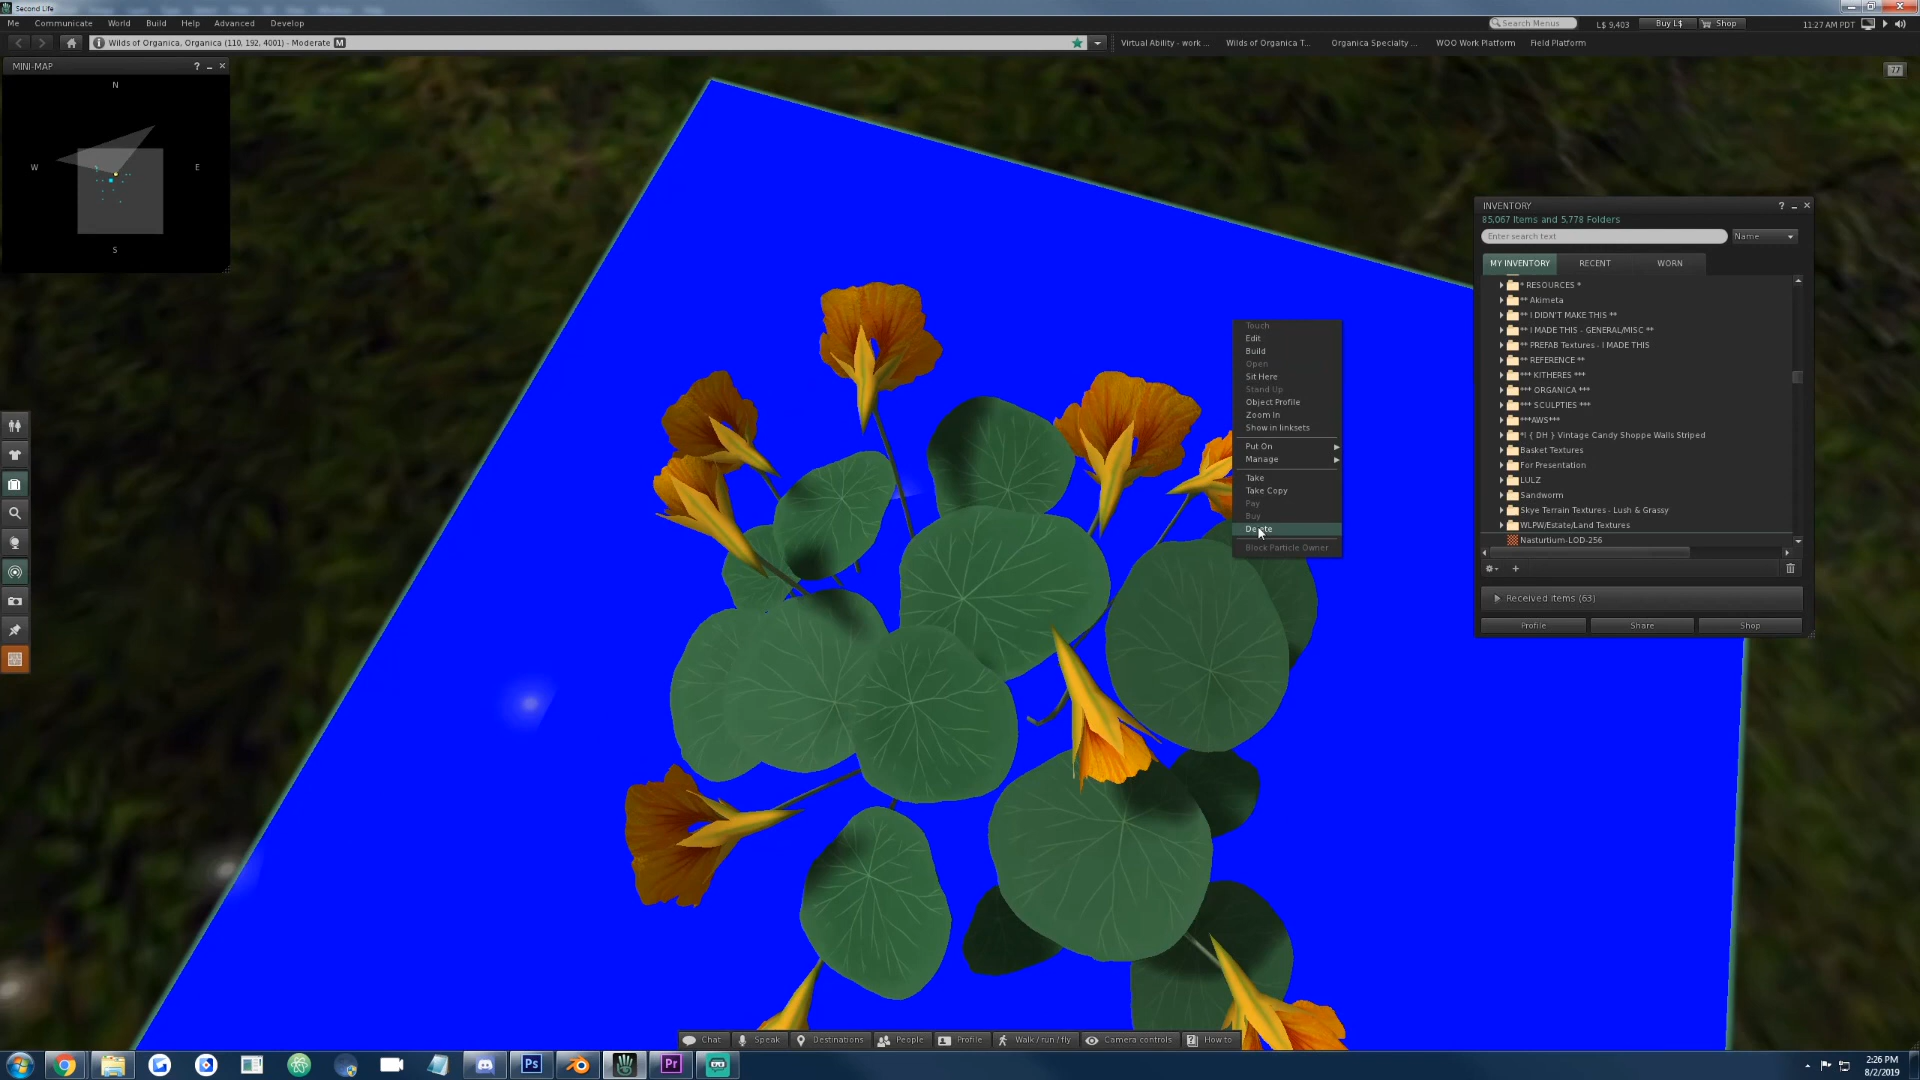 Second Life
Me Communicate World Build Help Advanced Develop
Search Menus
L$ 9,403
Buy L$
Shop
11:27 AM PDT
Wilds of Organica, Organica (110, 192, 4001) - Moderate M
Virtual Ability - work ... Wilds of Organica T... Organica Specialty ... WOO Work Platform Field Platform
MINI-MAP ? _ ×
N
W E
S
77
Touch
Edit
Build
Open
Sit Here
Stand Up
Object Profile
Zoom In
Show in linksets
Put On
Manage
Take
Take Copy
Pay
Buy
Delete
Block Particle Owner
INVENTORY ? _ ×
85,067 Items and 5,778 Folders
Enter search text
Name
MY INVENTORY RECENT WORN
* RESOURCES *
** Akimeta
** I DIDN'T MAKE THIS **
** I MADE THIS - GENERAL/MISC **
** PREFAB Textures - I MADE THIS
** REFERENCE **
*** KITHERES ***
*** ORGANICA ***
*** SCULPTIES ***
***AWS***
*! { DH } Vintage Candy Shoppe Walls Striped
Basket Textures
For Presentation
LULZ
Sandworm
Skye Terrain Textures - Lush & Grassy
WLPW/Estate/Land Textures
Nasturtium-LOD-256
Received items (63)
Profile Share Shop
Chat Speak Destinations People Profile Walk / run / fly Camera controls How to
Ps
Pr
2:26 PM
8/2/2019